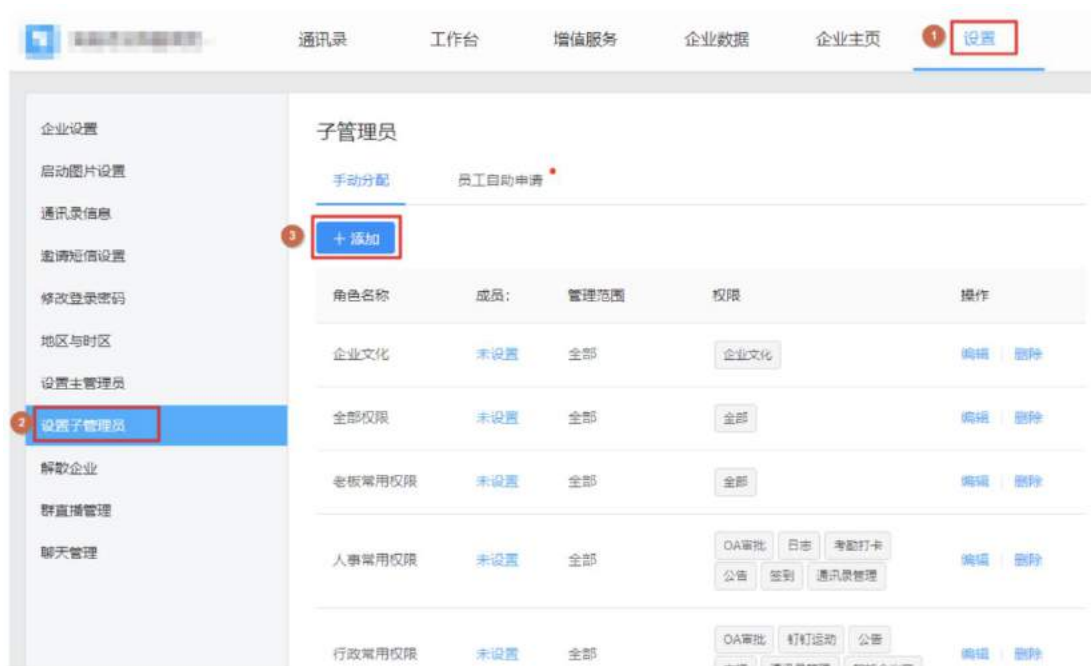 通讯录 工作台 增值服务 企业数据 企业主页 1 设置
企业设置
启动图片设置
通讯录信息
邀请短信设置
修改登录密码
地区与时区
设置主管理员
2 设置子管理员
解散企业
群直播管理
聊天管理
子管理员
手动分配 员工自助申请
3 + 添加
角色名称 成员: 管理范围 权限 操作
企业文化 未设置 全部 企业文化 编辑 删除
全部权限 未设置 全部 全部 编辑 删除
老板常用权限 未设置 全部 全部 编辑 删除
人事常用权限 未设置 全部 OA审批 日志 考勤打卡 编辑 删除
公告 签到 通讯录管理
行政常用权限 未设置 全部 OA审批 钉钉运动 公告 编辑 删除